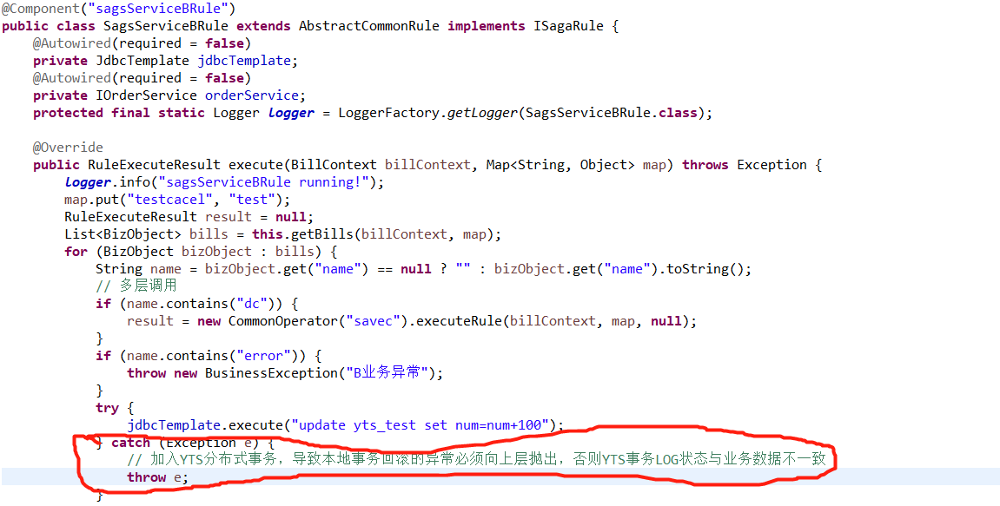 @Component("sagsServiceBRule")
public class SagsServiceBRule extends AbstractCommonRule implements ISagaRule {
@Autowired(required = false)
private JdbcTemplate jdbcTemplate;
@Autowired(required = false)
private IOrderService orderService;
protected final static Logger logger = LoggerFactory.getLogger(SagsServiceBRule.class);
@Override
public RuleExecuteResult execute(BillContext billContext, Map<String, Object> map) throws Exception {
logger.info("sagsServiceBRule running!");
map.put("testcacel", "test");
RuleExecuteResult result = null;
List<BizObject> bills = this.getBills(billContext, map);
for (BizObject bizObject : bills) {
String name = bizObject.get("name") == null ? "" : bizObject.get("name").toString();
// 多层调用
if (name.contains("dc")) {
result = new CommonOperator("savec").executeRule(billContext, map, null);
}
if (name.contains("error")) {
throw new BusinessException("B业务异常");
}
try {
jdbcTemplate.execute("update yts_test set num=num+100");
} catch (Exception e) {
// 加入YTS分布式事务，导致本地事务回滚的异常必须向上层抛出，否则YTS事务LOG状态与业务数据不一致
throw e;
}